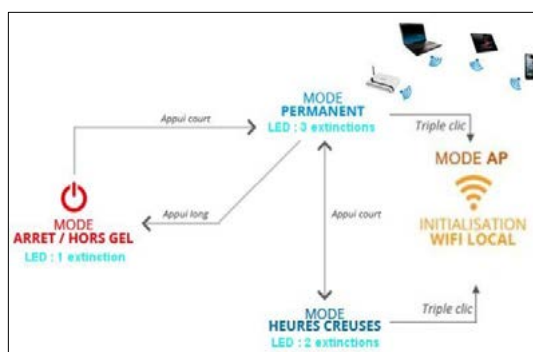 MODE
PERMANENT
LED : 3 extinctions
Appui court
Triple clic
MODE AP
INITIALISATION
WIFI LOCAL
MODE
ARRET / HORS GEL
LED : 1 extinction
Appui long
Appui court
MODE
HEURES CREUSES
LED : 2 extinctions
Triple clic